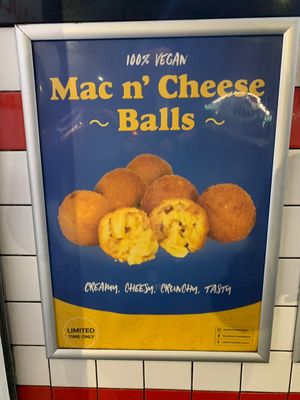 100% VEGAN
Mac n' Cheese
~ Balls ~
CREAMY, CHEESY, CRUNCHY, TASTY
LIMITED
TIME ONLY